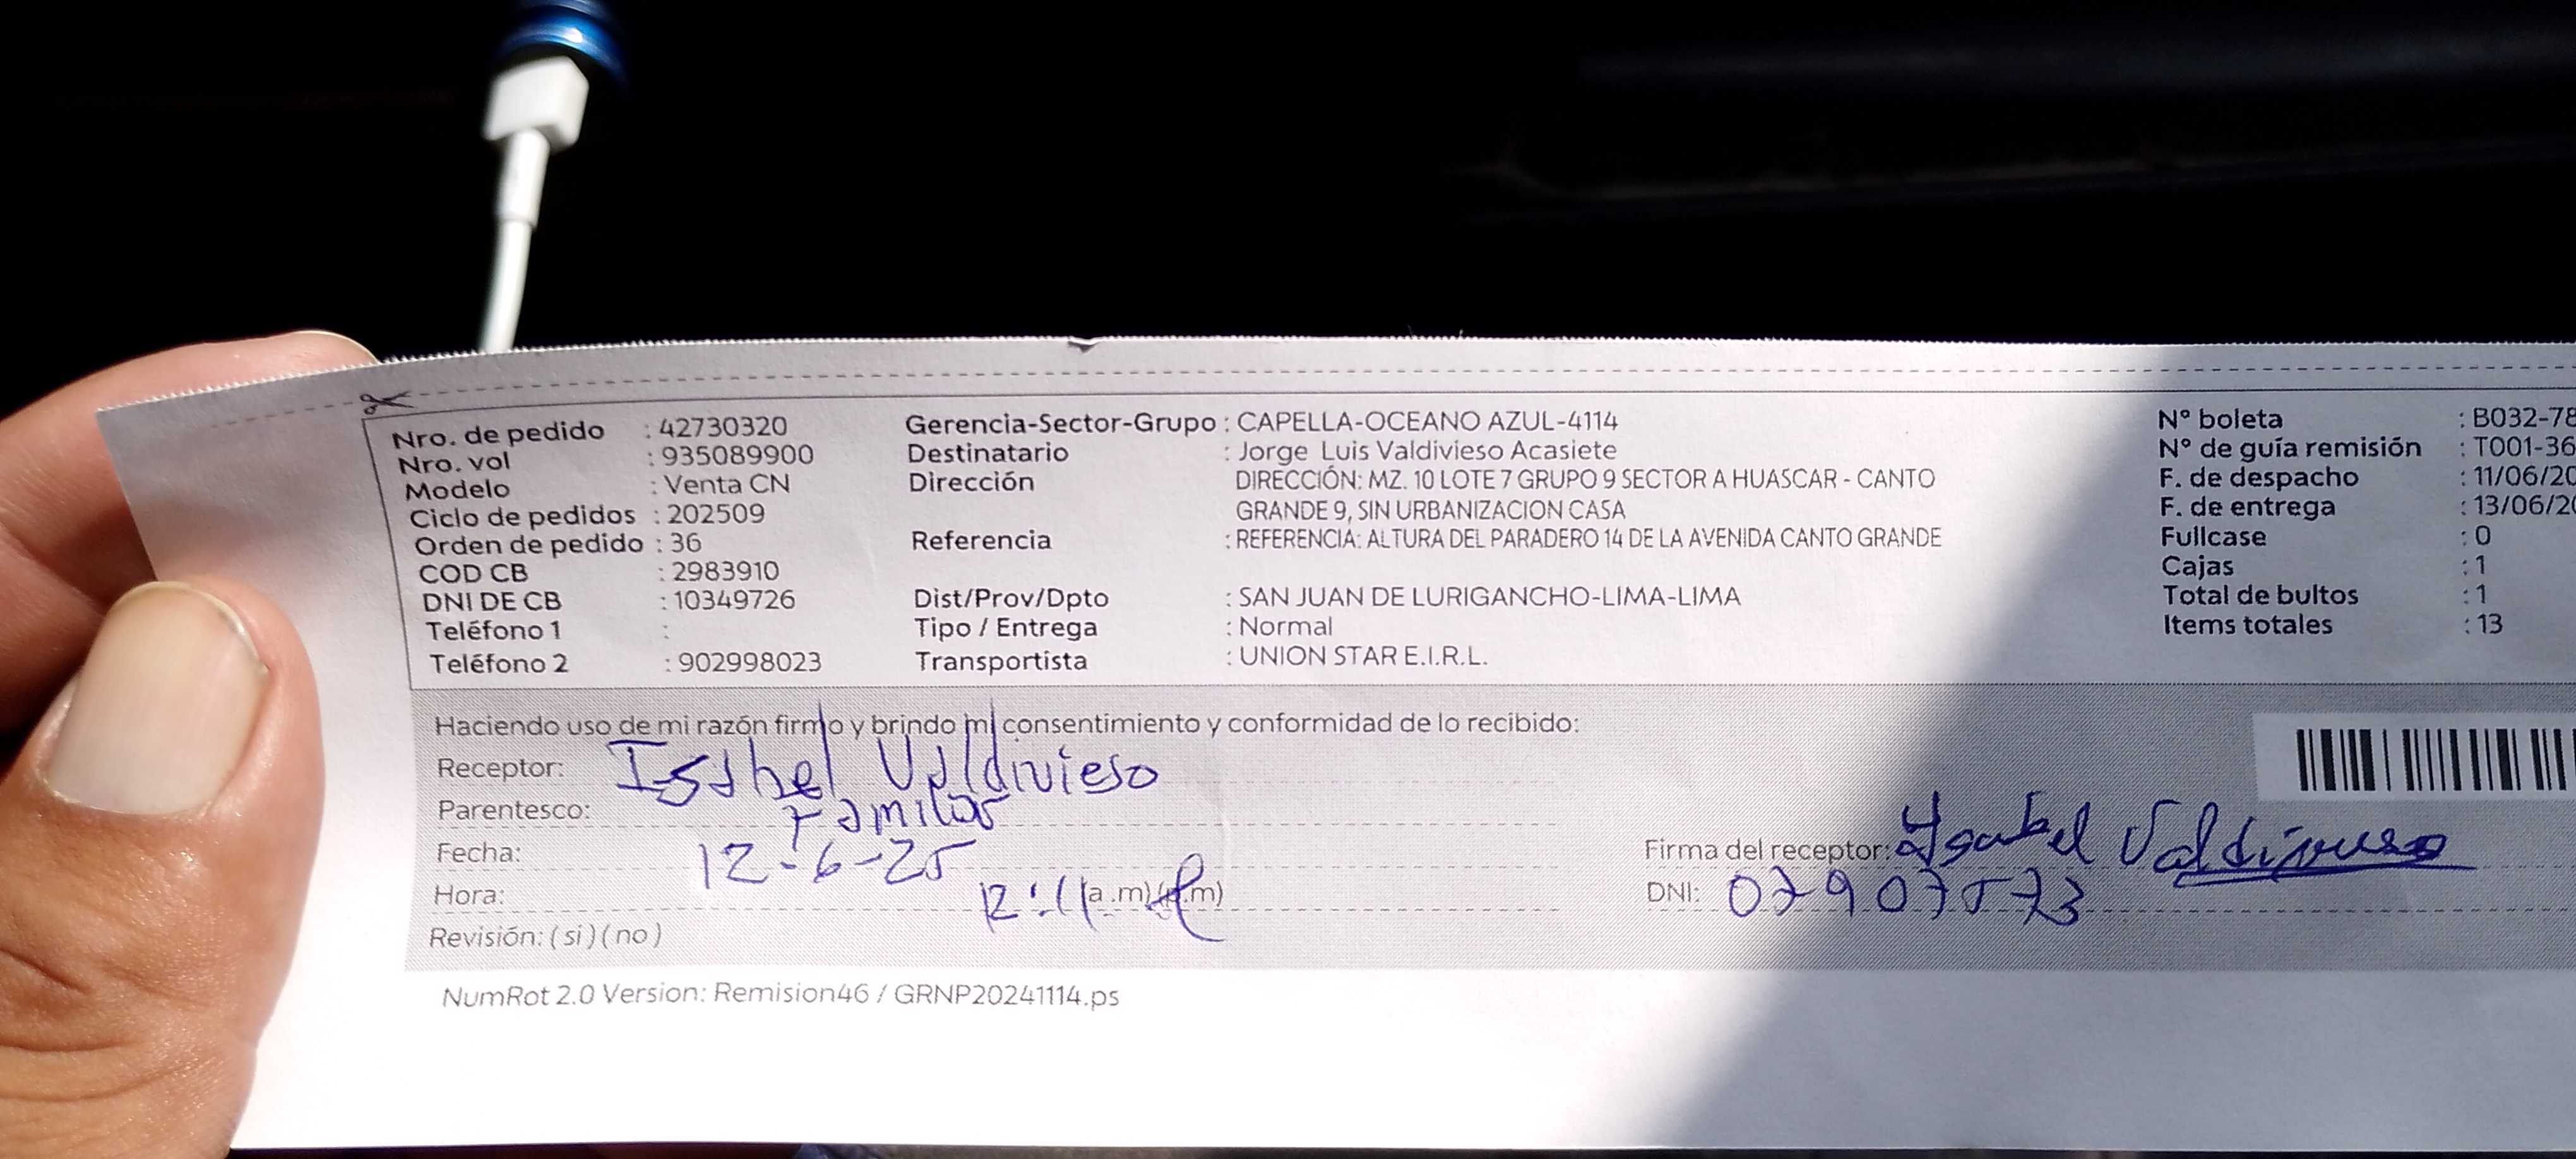 Nro. de pedido : 42730320
Nro. vol : 935089900
Modelo : Venta CN
Ciclo de pedidos : 202509
Orden de pedido : 36
COD CB : 2983910
DNI DE CB : 10349726
Teléfono 1 :
Teléfono 2 : 902998023
Gerencia-Sector-Grupo : CAPELLA-OCEANO AZUL-4114
Destinatario : Jorge Luis Valdivieso Acasiete
Dirección DIRECCIÓN: MZ. 10 LOTE 7 GRUPO 9 SECTOR A HUASCAR - CANTO
GRANDE 9, SIN URBANIZACION CASA
Referencia : REFERENCIA: ALTURA DEL PARADERO 14 DE LA AVENIDA CANTO GRANDE
Dist/Prov/Dpto : SAN JUAN DE LURIGANCHO-LIMA-LIMA
Tipo / Entrega : Normal
Transportista : UNION STAR E.I.R.L.
Nº boleta : B032-78
Nº de guía remisión : T001-36
F. de despacho : 11/06/20
F. de entrega : 13/06/20
Fullcase : 0
Cajas : 1
Total de bultos : 1
Items totales : 13
Haciendo uso de mi razón firmo y brindo mi consentimiento y conformidad de lo recibido:
Receptor: Isabel Valdivieso
Parentesco: Familiar
Fecha: 12-6-25
Hora: (a.m) (p.m)
Revisión: (si) (no)
Firma del receptor: Ysabel Valdivieso
DNI: 07907573
NumRot 2.0 Version: Remision46 / GRNP20241114.ps